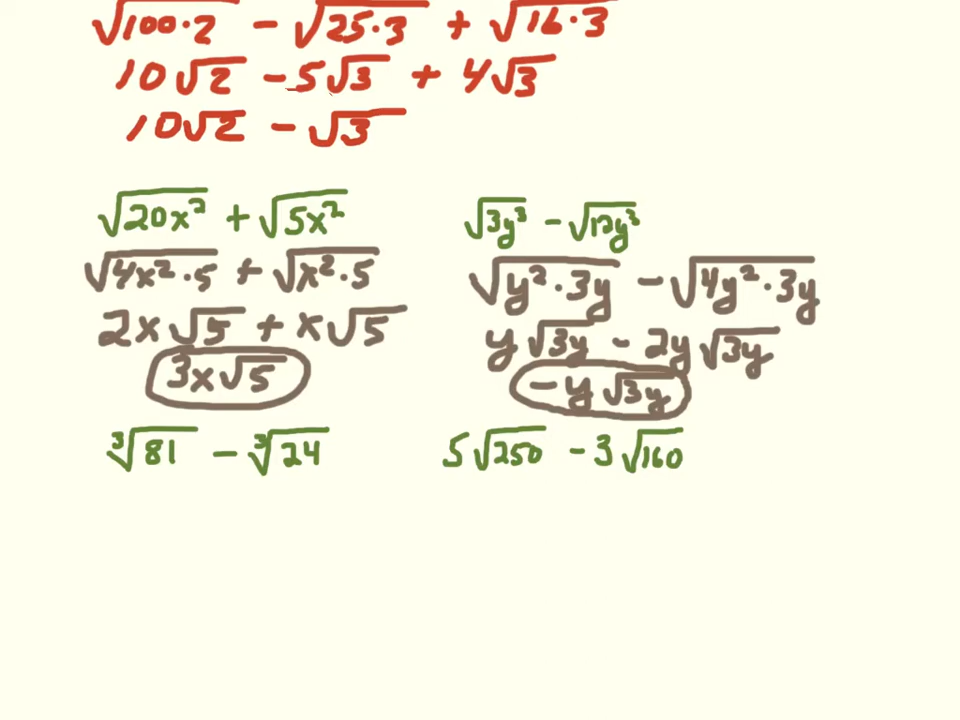 √100·2 − √25·3 + √16·3
10√2 − 5√3 + 4√3
10√2 − √3
√20x² + √5x²
√4x²·5 + √x²·5
2x√5 + x√5
3x√5
√3y³ − √12y³
√y²·3y − √4y²·3y
y√3y − 2y√3y
−y√3y
³√81 − ³√24
5√250 − 3√160